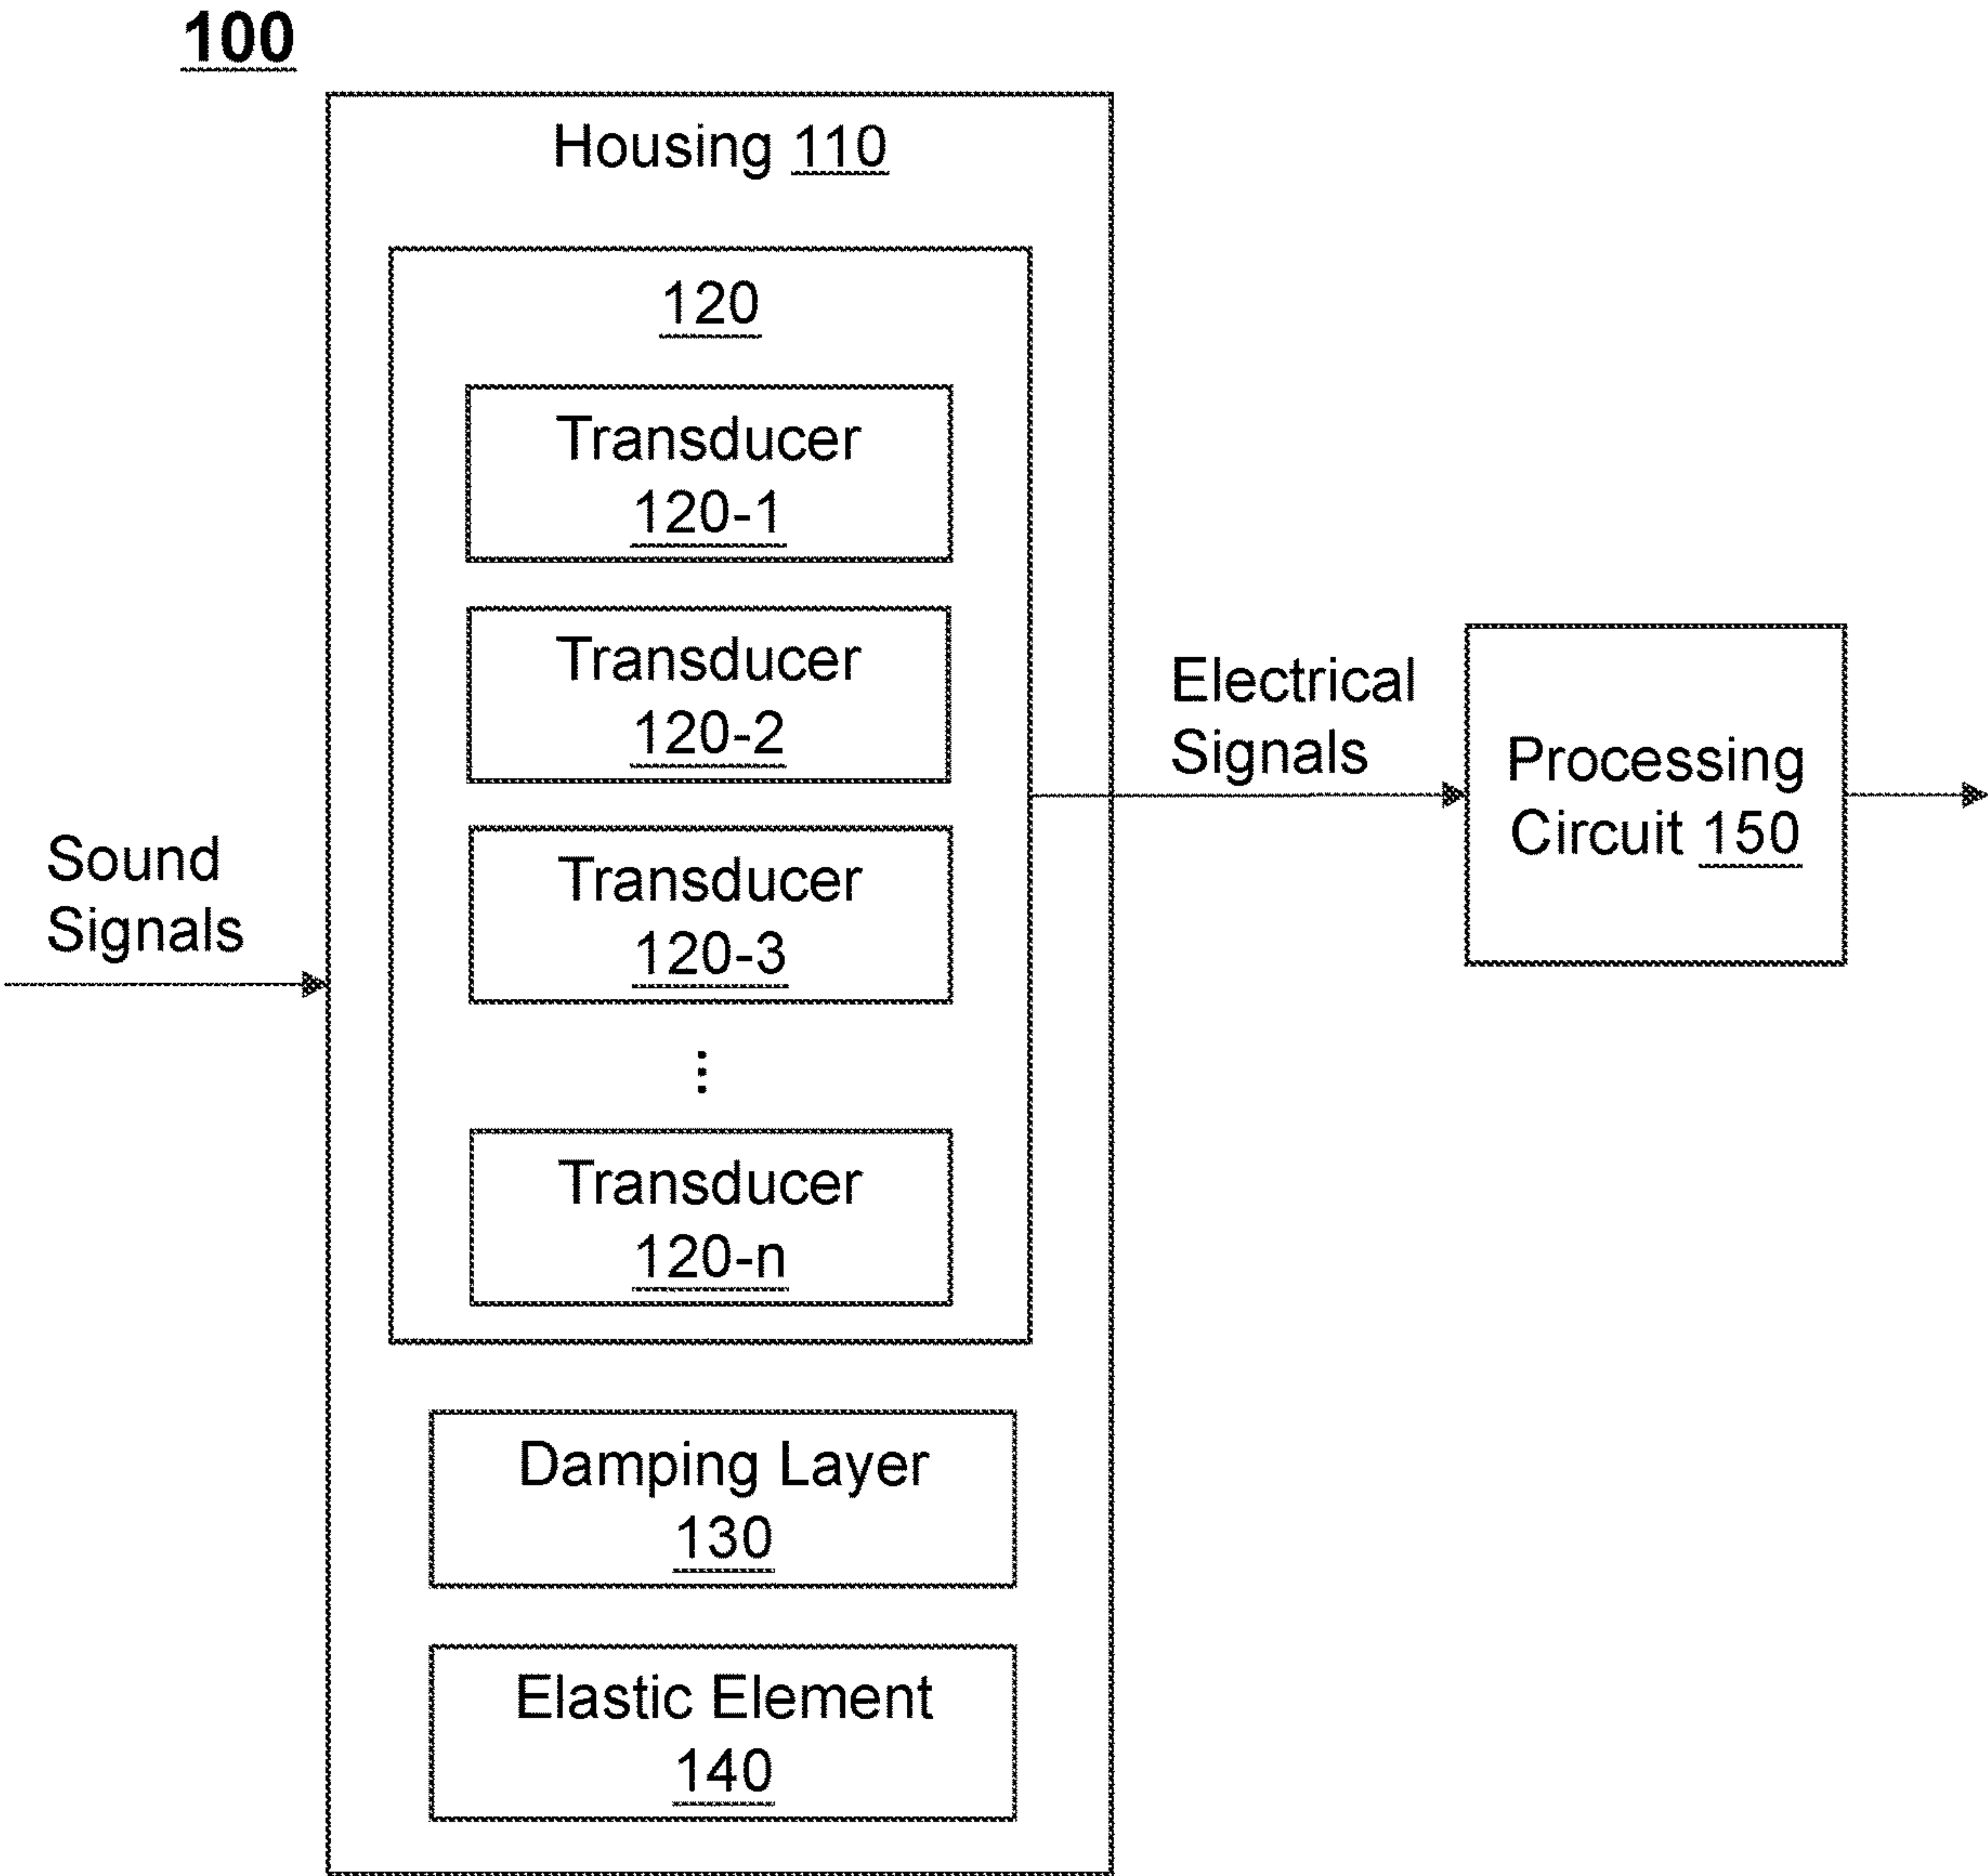 100
Housing 110
120
Transducer
120-1
Transducer
120-2
Transducer
120-3
⋮
Transducer
120-n
Damping Layer
130
Elastic Element
140
Sound
Signals
Electrical
Signals
Processing
Circuit 150